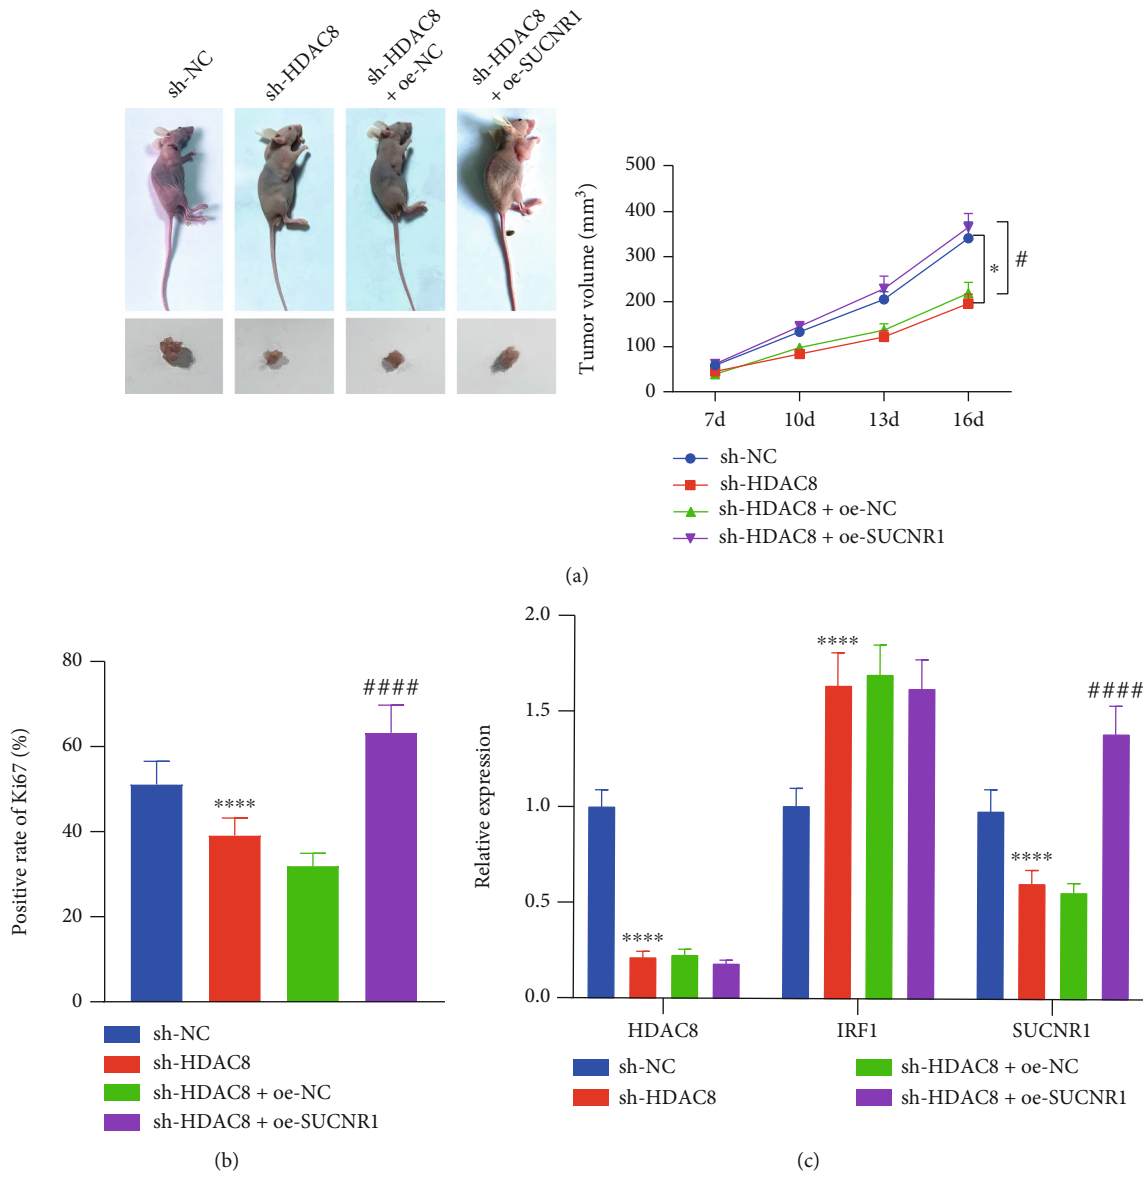 sh-NC
sh-HDAC8
sh-HDAC8
+ oe-NC
sh-HDAC8
+ oe-SUCNR1
Tumor volume (mm³)
500
400
300
200
100
0
7d 10d 13d 16d
* #
sh-NC
sh-HDAC8
sh-HDAC8 + oe-NC
sh-HDAC8 + oe-SUCNR1
(a)
Positive rate of Ki67 (%)
80
60
40
20
0
****
####
sh-NC
sh-HDAC8
sh-HDAC8 + oe-NC
sh-HDAC8 + oe-SUCNR1
(b)
Relative expression
2.0
1.5
1.0
0.5
0.0
****
****
****
####
HDAC8 IRF1 SUCNR1
sh-NC
sh-HDAC8
sh-HDAC8 + oe-NC
sh-HDAC8 + oe-SUCNR1
(c)